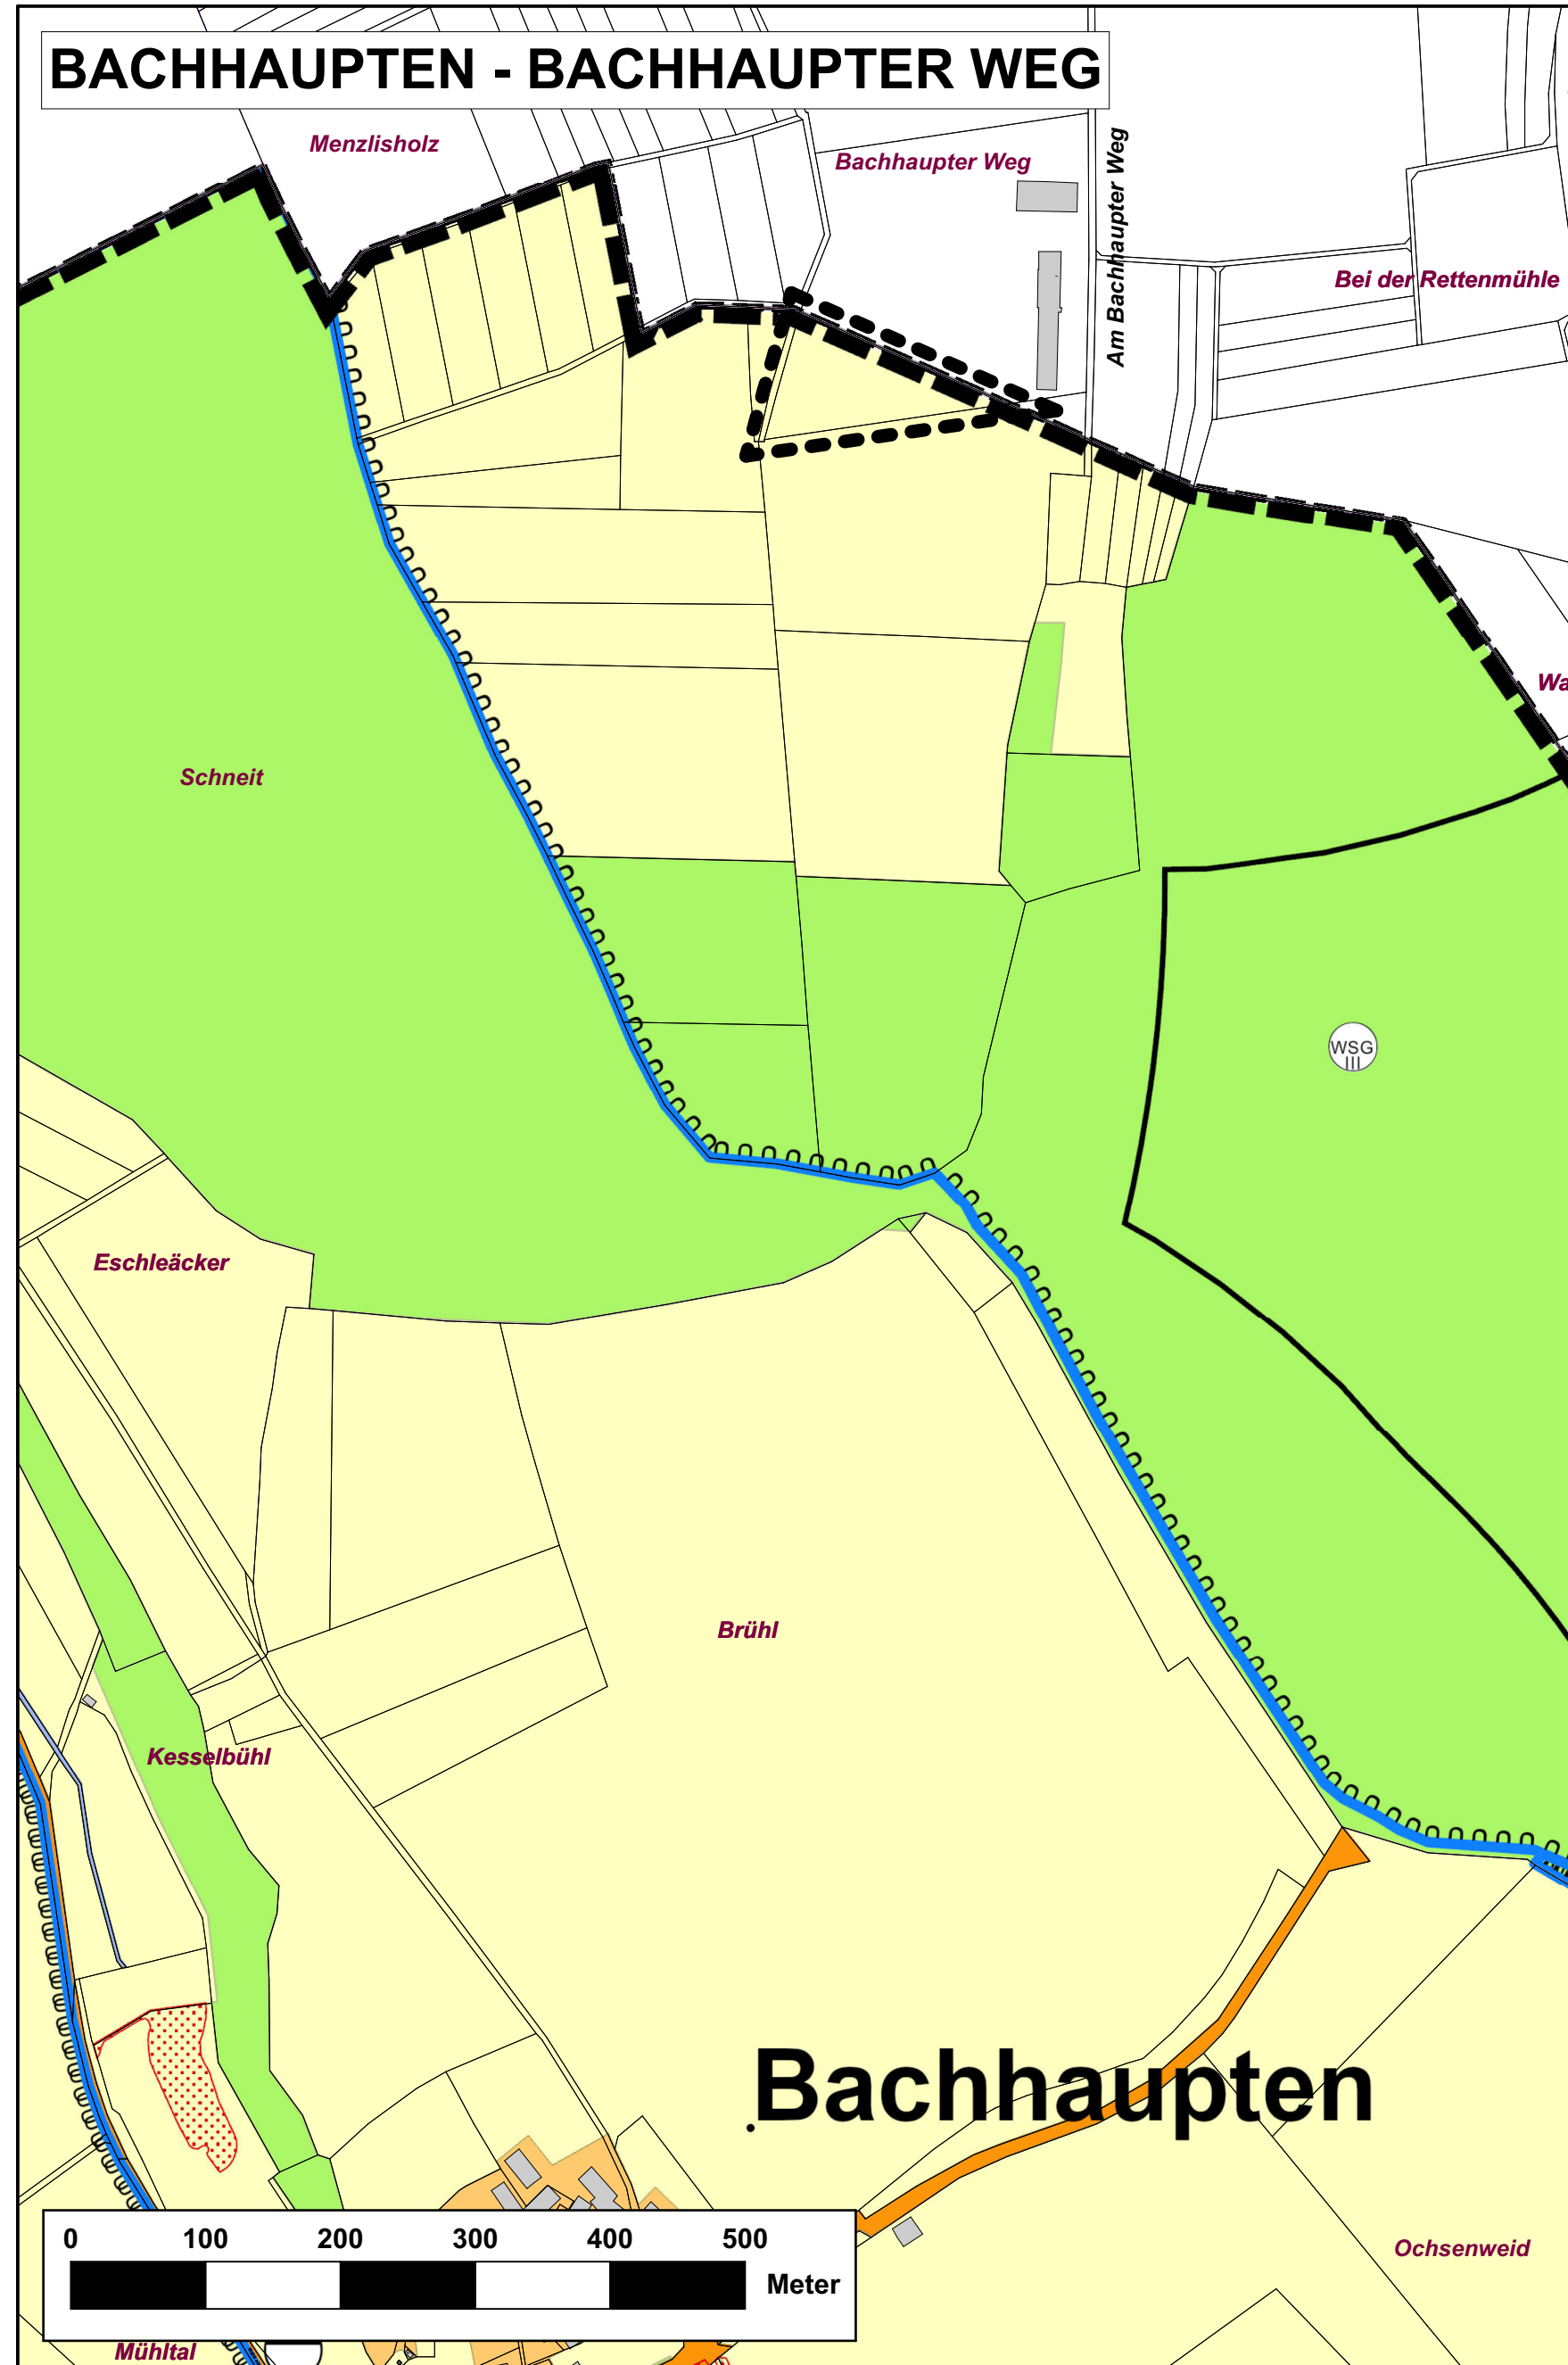 BACHHAUPTEN - BACHHAUPTER WEG
Menzlisholz
Bachhaupter Weg
Am Bachhaupter Weg
Bei der Rettenmühle
Wa
Schneit
WSG
III
Eschleäcker
Brühl
Kesselbühl
Bachhaupten
Ochsenweid
0 100 200 300 400 500
Meter
Mühltal